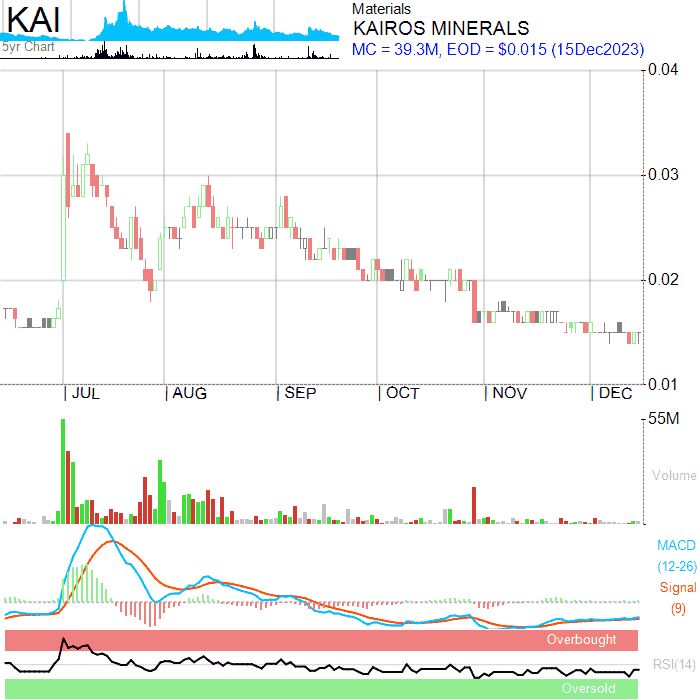 KAI
5yr Chart
Materials
KAIROS MINERALS
MC = 39.3M, EOD = $0.015 (15Dec2023)
0.04
0.03
0.02
0.01
JUL AUG SEP OCT NOV DEC
55M
Volume
MACD
(12-26)
Signal
(9)
Overbought
RSI(14)
Oversold